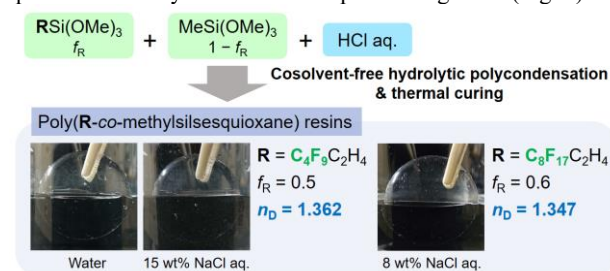 RSi(OMe)3 + MeSi(OMe)3 + HCl aq.
fR 1 − fR
Cosolvent-free hydrolytic polycondensation
& thermal curing
Poly(R-co-methylsilsesquioxane) resins
R = C4F9C2H4
fR = 0.5
nD = 1.362
Water 15 wt% NaCl aq.
R = C8F17C2H4
fR = 0.6
nD = 1.347
8 wt% NaCl aq.